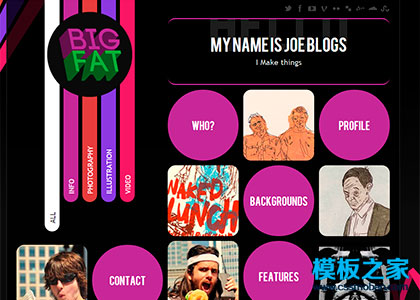 BIG
FAT
HELLO
MY NAME IS JOE BLOGS
I Make things
WHO?
PROFILE
ALL
INFO
PHOTOGRAPHY
ILLUSTRATION
VIDEO
NAKED
LUNCH
BACKGROUNDS
CONTACT
FEATURES
模板之家
www.cssmoban.com